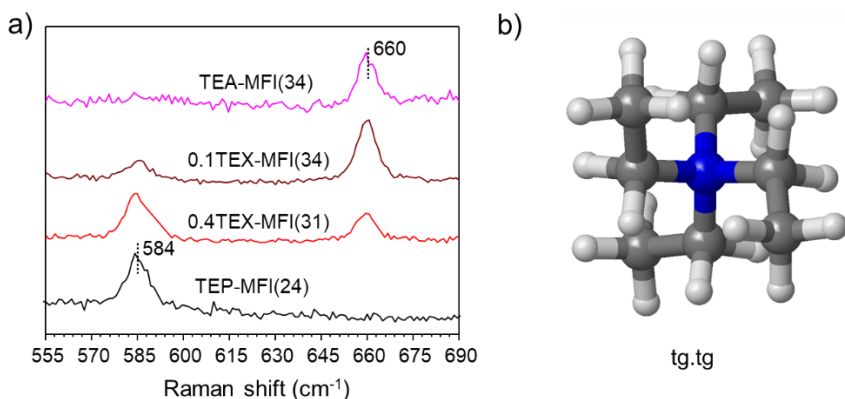 a)
b)
660
TEA-MFI(34)
0.1TEX-MFI(34)
0.4TEX-MFI(31)
584
TEP-MFI(24)
tg.tg
555 570 585 600 615 630 645 660 675 690
Raman shift (cm⁻¹)